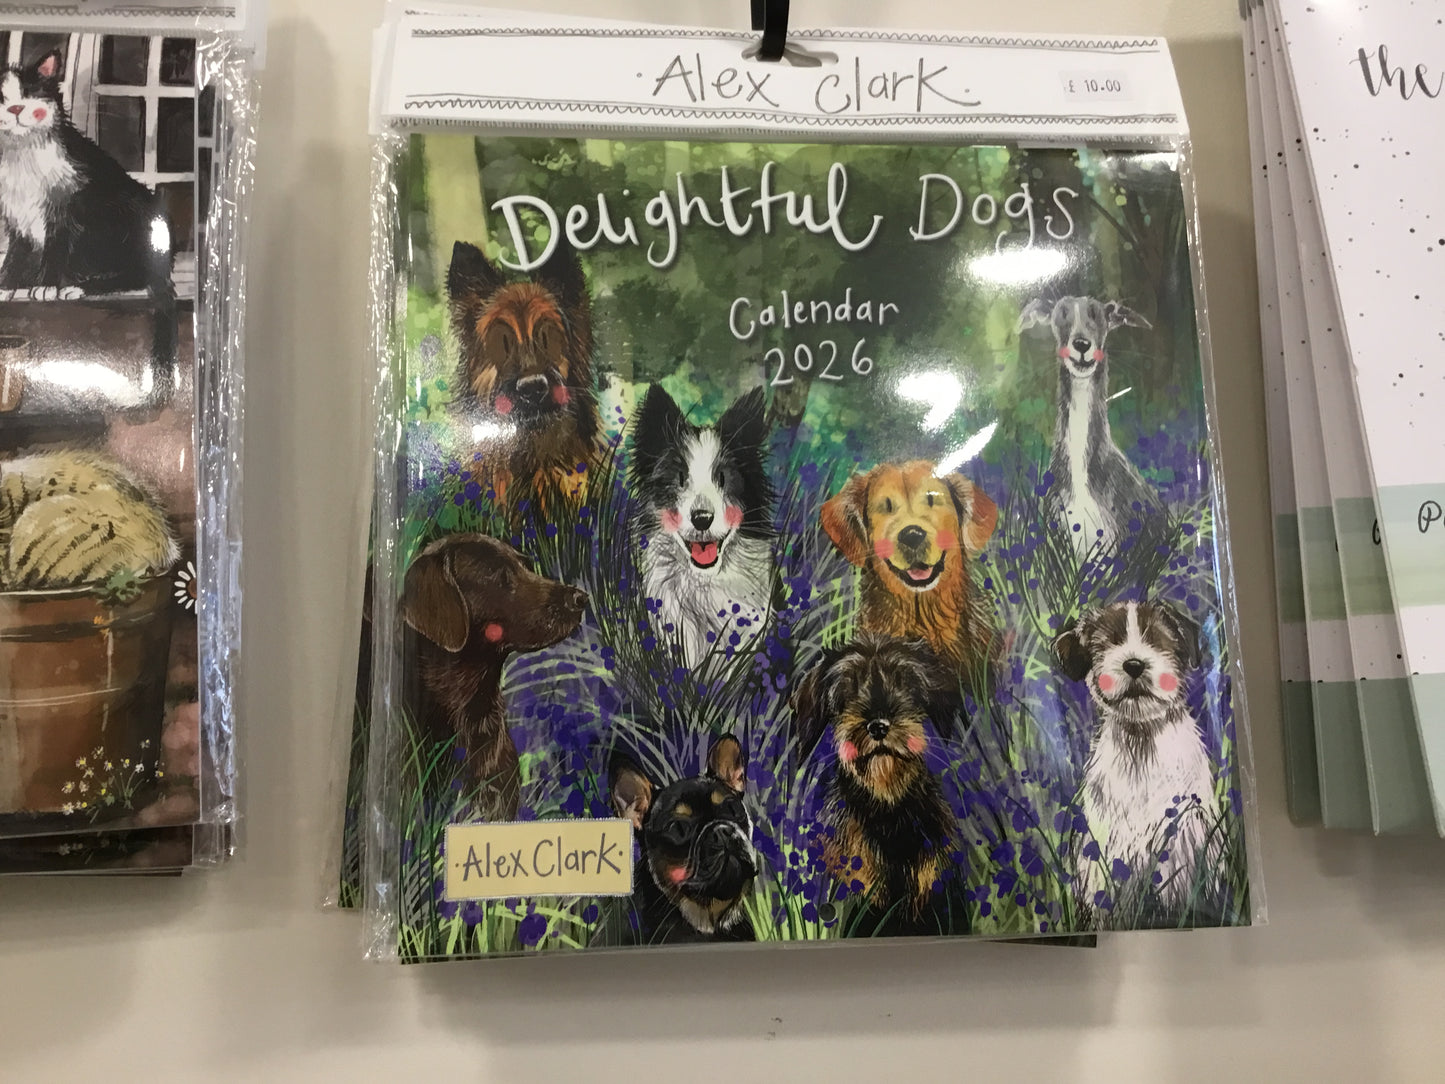 · Alex Clark ·
£ 10.00
Delightful Dogs
Calendar
2026
· Alex Clark ·
the